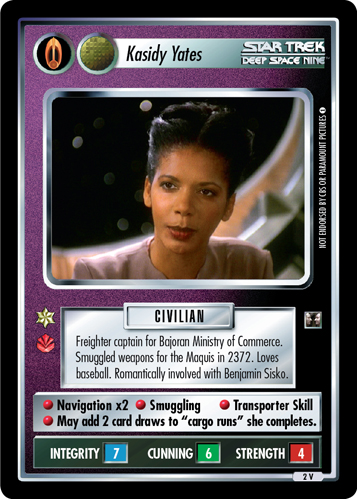 Kasidy Yates
STAR TREK
DEEP SPACE NINE™
NOT ENDORSED BY CBS OR PARAMOUNT PICTURES
CIVILIAN
Freighter captain for Bajoran Ministry of Commerce.
Smuggled weapons for the Maquis in 2372. Loves
baseball. Romantically involved with Benjamin Sisko.
Navigation x2 Smuggling Transporter Skill
May add 2 card draws to "cargo runs" she completes.
INTEGRITY 7 CUNNING 6 STRENGTH 4
2 V